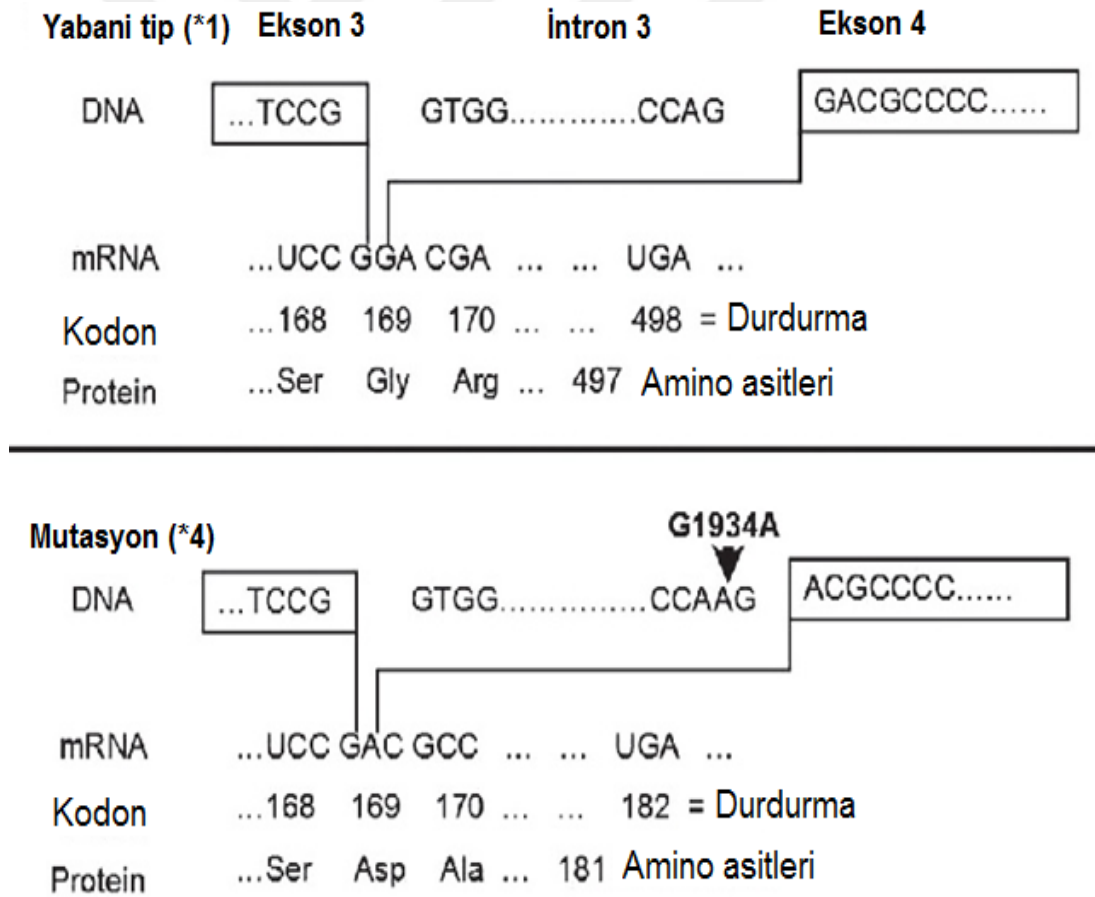 Yabani tip (*1) Ekson 3 İntron 3 Ekson 4
DNA ...TCCG GTGG.............CCAG GACGCCCC......
mRNA ...UCC GGA CGA ... ... UGA ...
Kodon ...168 169 170 ... ... 498 = Durdurma
Protein ...Ser Gly Arg ... 497 Amino asitleri
Mutasyon (*4) G1934A
DNA ...TCCG GTGG...............CCAAG ACGCCCC......
mRNA ...UCC GAC GCC ... ... UGA ...
Kodon ...168 169 170 ... ... 182 = Durdurma
Protein ...Ser Asp Ala ... 181 Amino asitleri